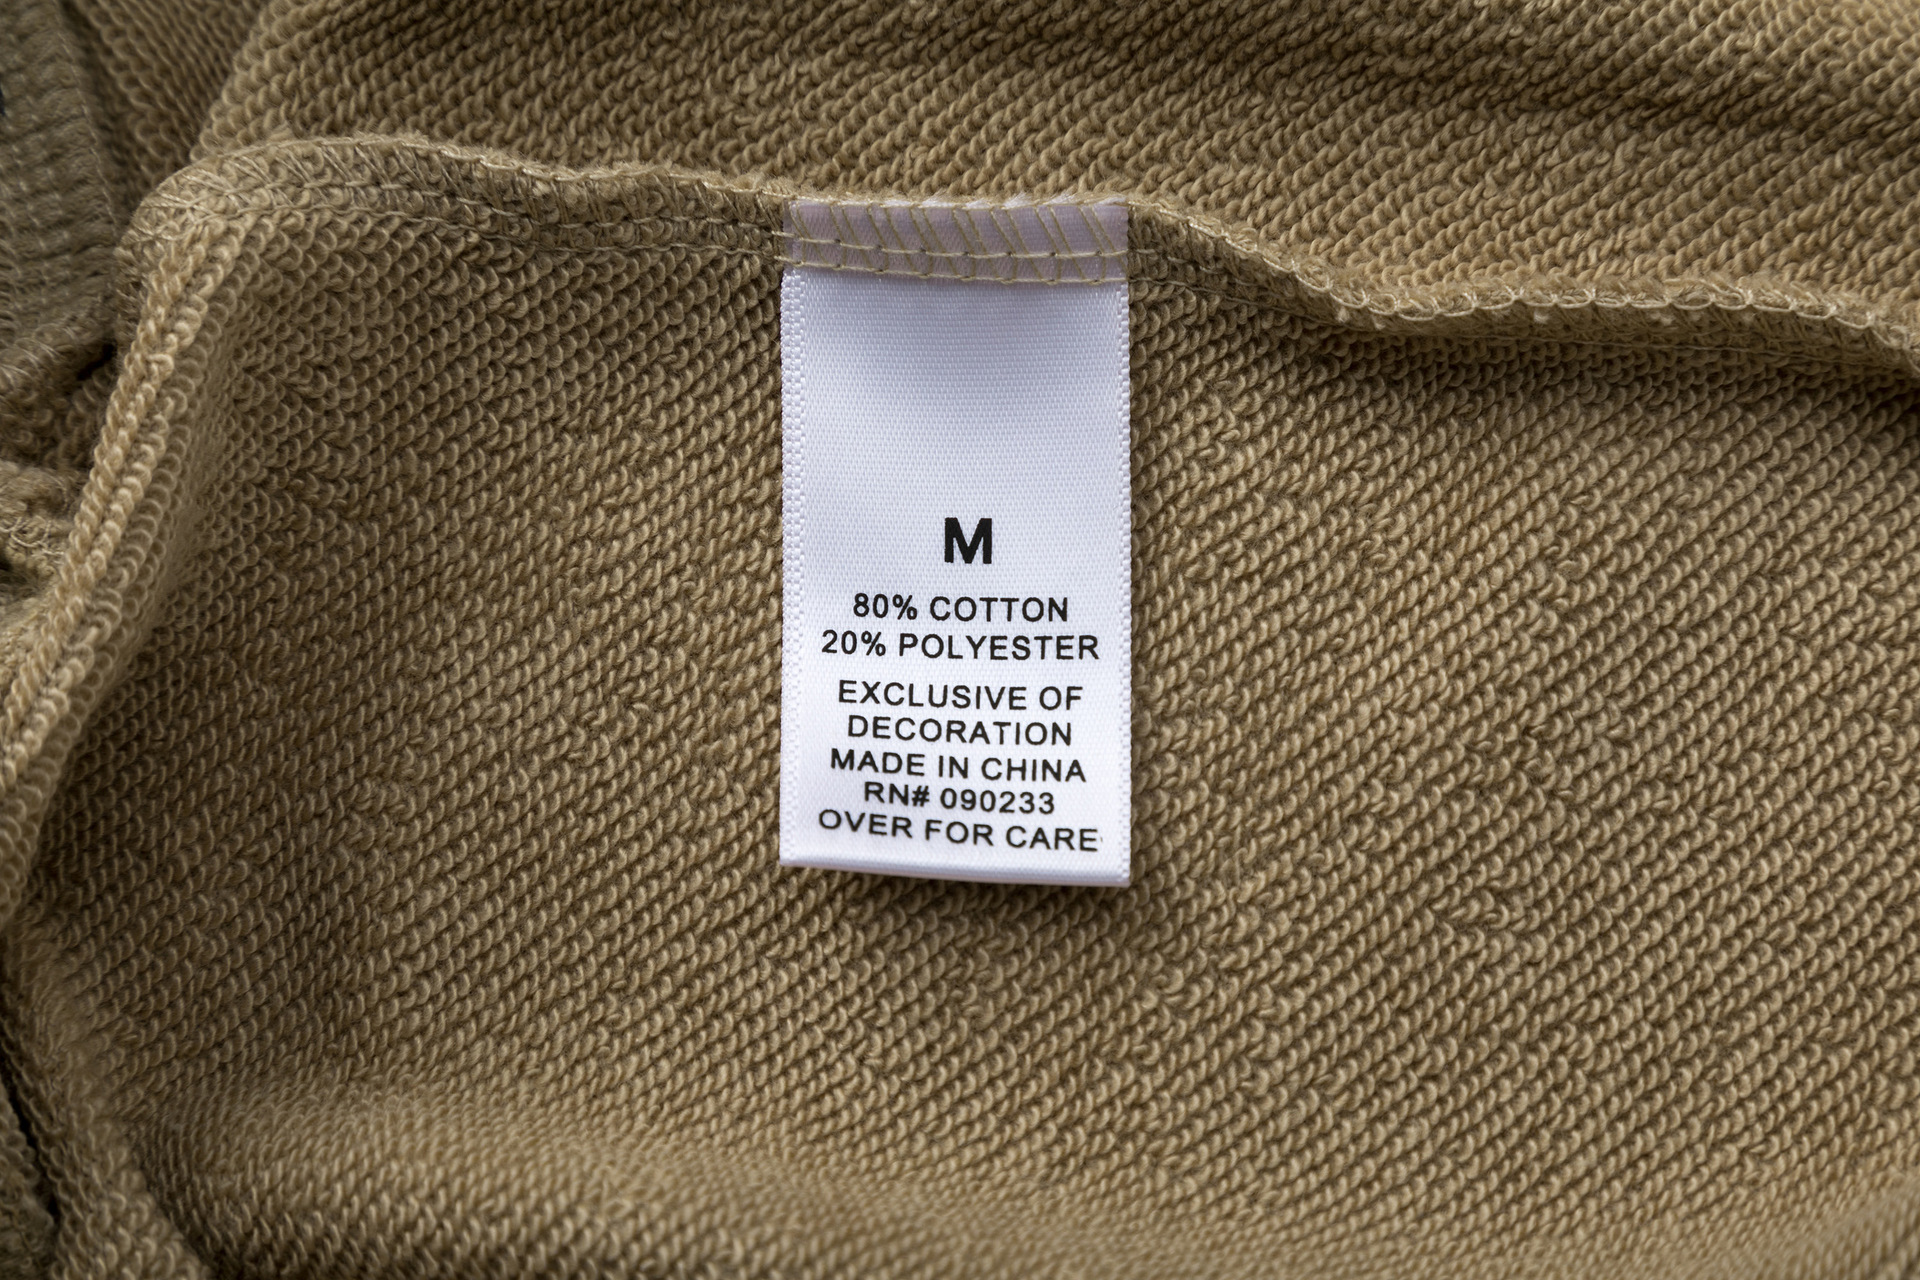 M
80% COTTON
20% POLYESTER
EXCLUSIVE OF
DECORATION
MADE IN CHINA
RN# 090233
OVER FOR CARE